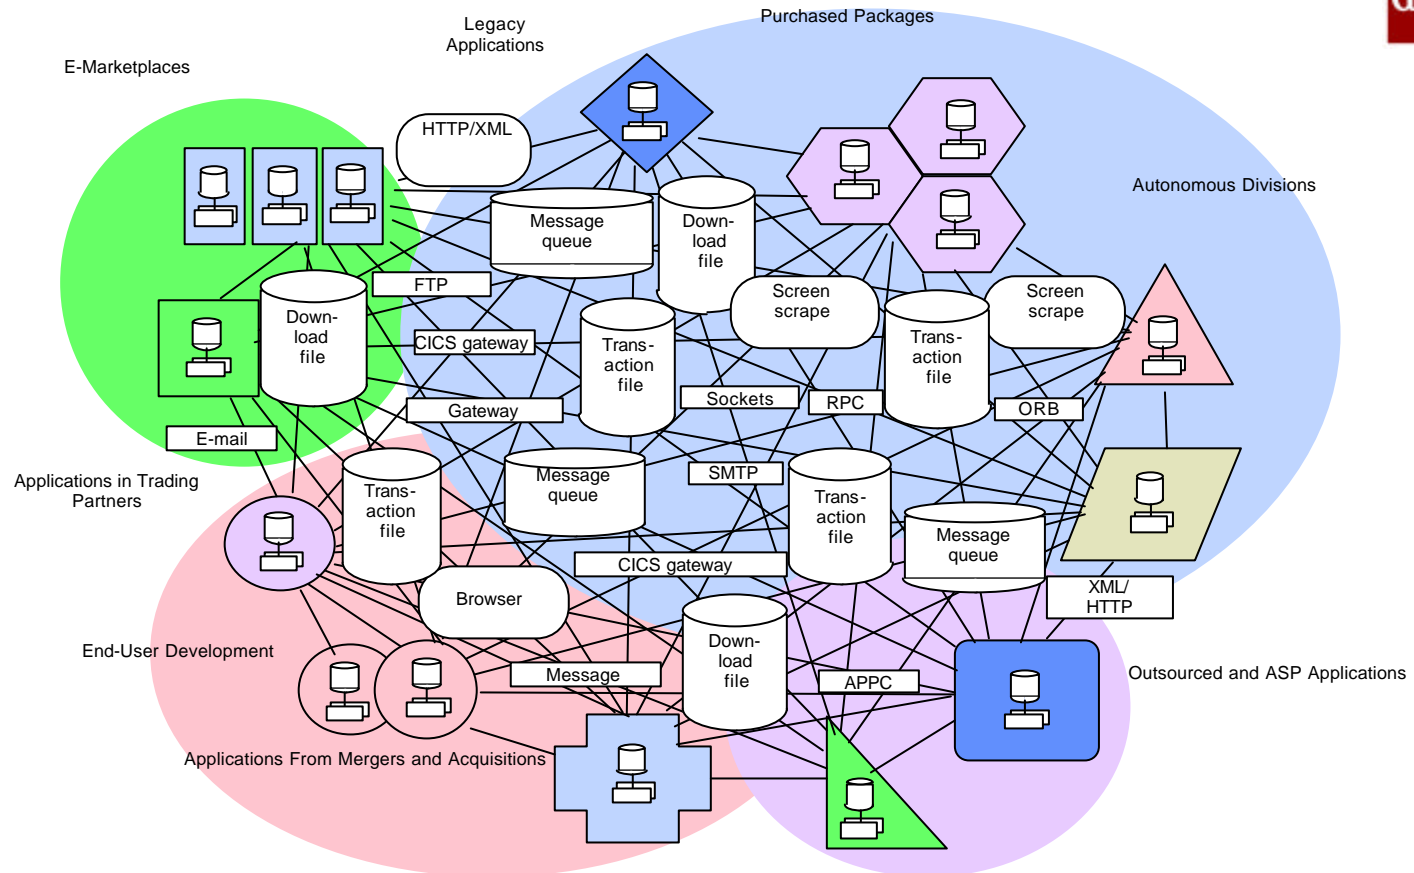 Purchased Packages
Legacy
Applications
E-Marketplaces
HTTP/XML
Autonomous Divisions
Message
queue
Down-
load
file
FTP
Screen
scrape
Screen
scrape
Down-
load
file
CICS gateway
Trans-
action
file
Trans-
action
file
Gateway
Sockets
RPC
ORB
E-mail
Applications in Trading
Partners
Message
queue
SMTP
Trans-
action
file
Trans-
action
file
Message
queue
CICS gateway
XML/
HTTP
Browser
End-User Development
Down-
load
file
Message
APPC
Outsourced and ASP Applications
Applications From Mergers and Acquisitions